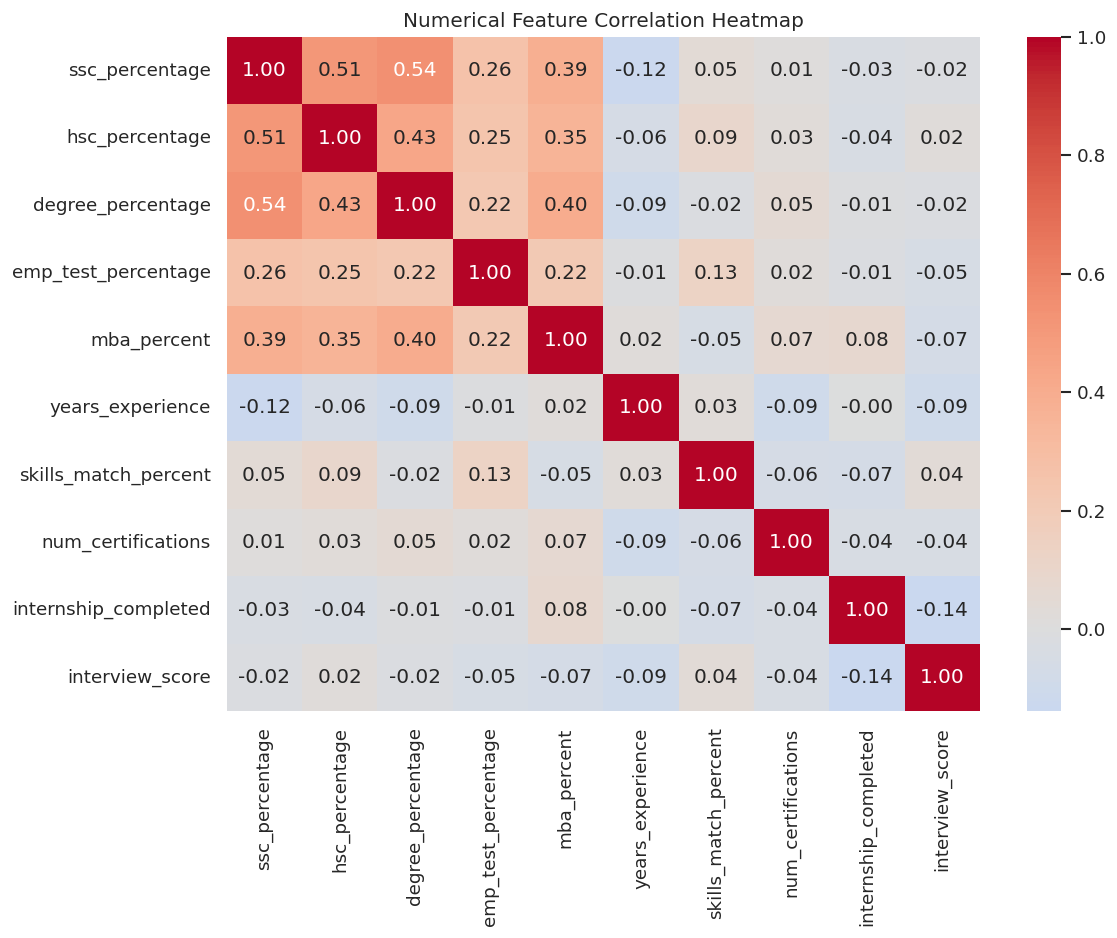 Numerical Feature Correlation Heatmap
ssc_percentage 1.00 0.51 0.54 0.26 0.39 -0.12 0.05 0.01 -0.03 -0.02
hsc_percentage 0.51 1.00 0.43 0.25 0.35 -0.06 0.09 0.03 -0.04 0.02
degree_percentage 0.54 0.43 1.00 0.22 0.40 -0.09 -0.02 0.05 -0.01 -0.02
emp_test_percentage 0.26 0.25 0.22 1.00 0.22 -0.01 0.13 0.02 -0.01 -0.05
mba_percent 0.39 0.35 0.40 0.22 1.00 0.02 -0.05 0.07 0.08 -0.07
years_experience -0.12 -0.06 -0.09 -0.01 0.02 1.00 0.03 -0.09 -0.00 -0.09
skills_match_percent 0.05 0.09 -0.02 0.13 -0.05 0.03 1.00 -0.06 -0.07 0.04
num_certifications 0.01 0.03 0.05 0.02 0.07 -0.09 -0.06 1.00 -0.04 -0.04
internship_completed -0.03 -0.04 -0.01 -0.01 0.08 -0.00 -0.07 -0.04 1.00 -0.14
interview_score -0.02 0.02 -0.02 -0.05 -0.07 -0.09 0.04 -0.04 -0.14 1.00
ssc_percentage
hsc_percentage
degree_percentage
emp_test_percentage
mba_percent
years_experience
skills_match_percent
num_certifications
internship_completed
interview_score
1.0
0.8
0.6
0.4
0.2
0.0